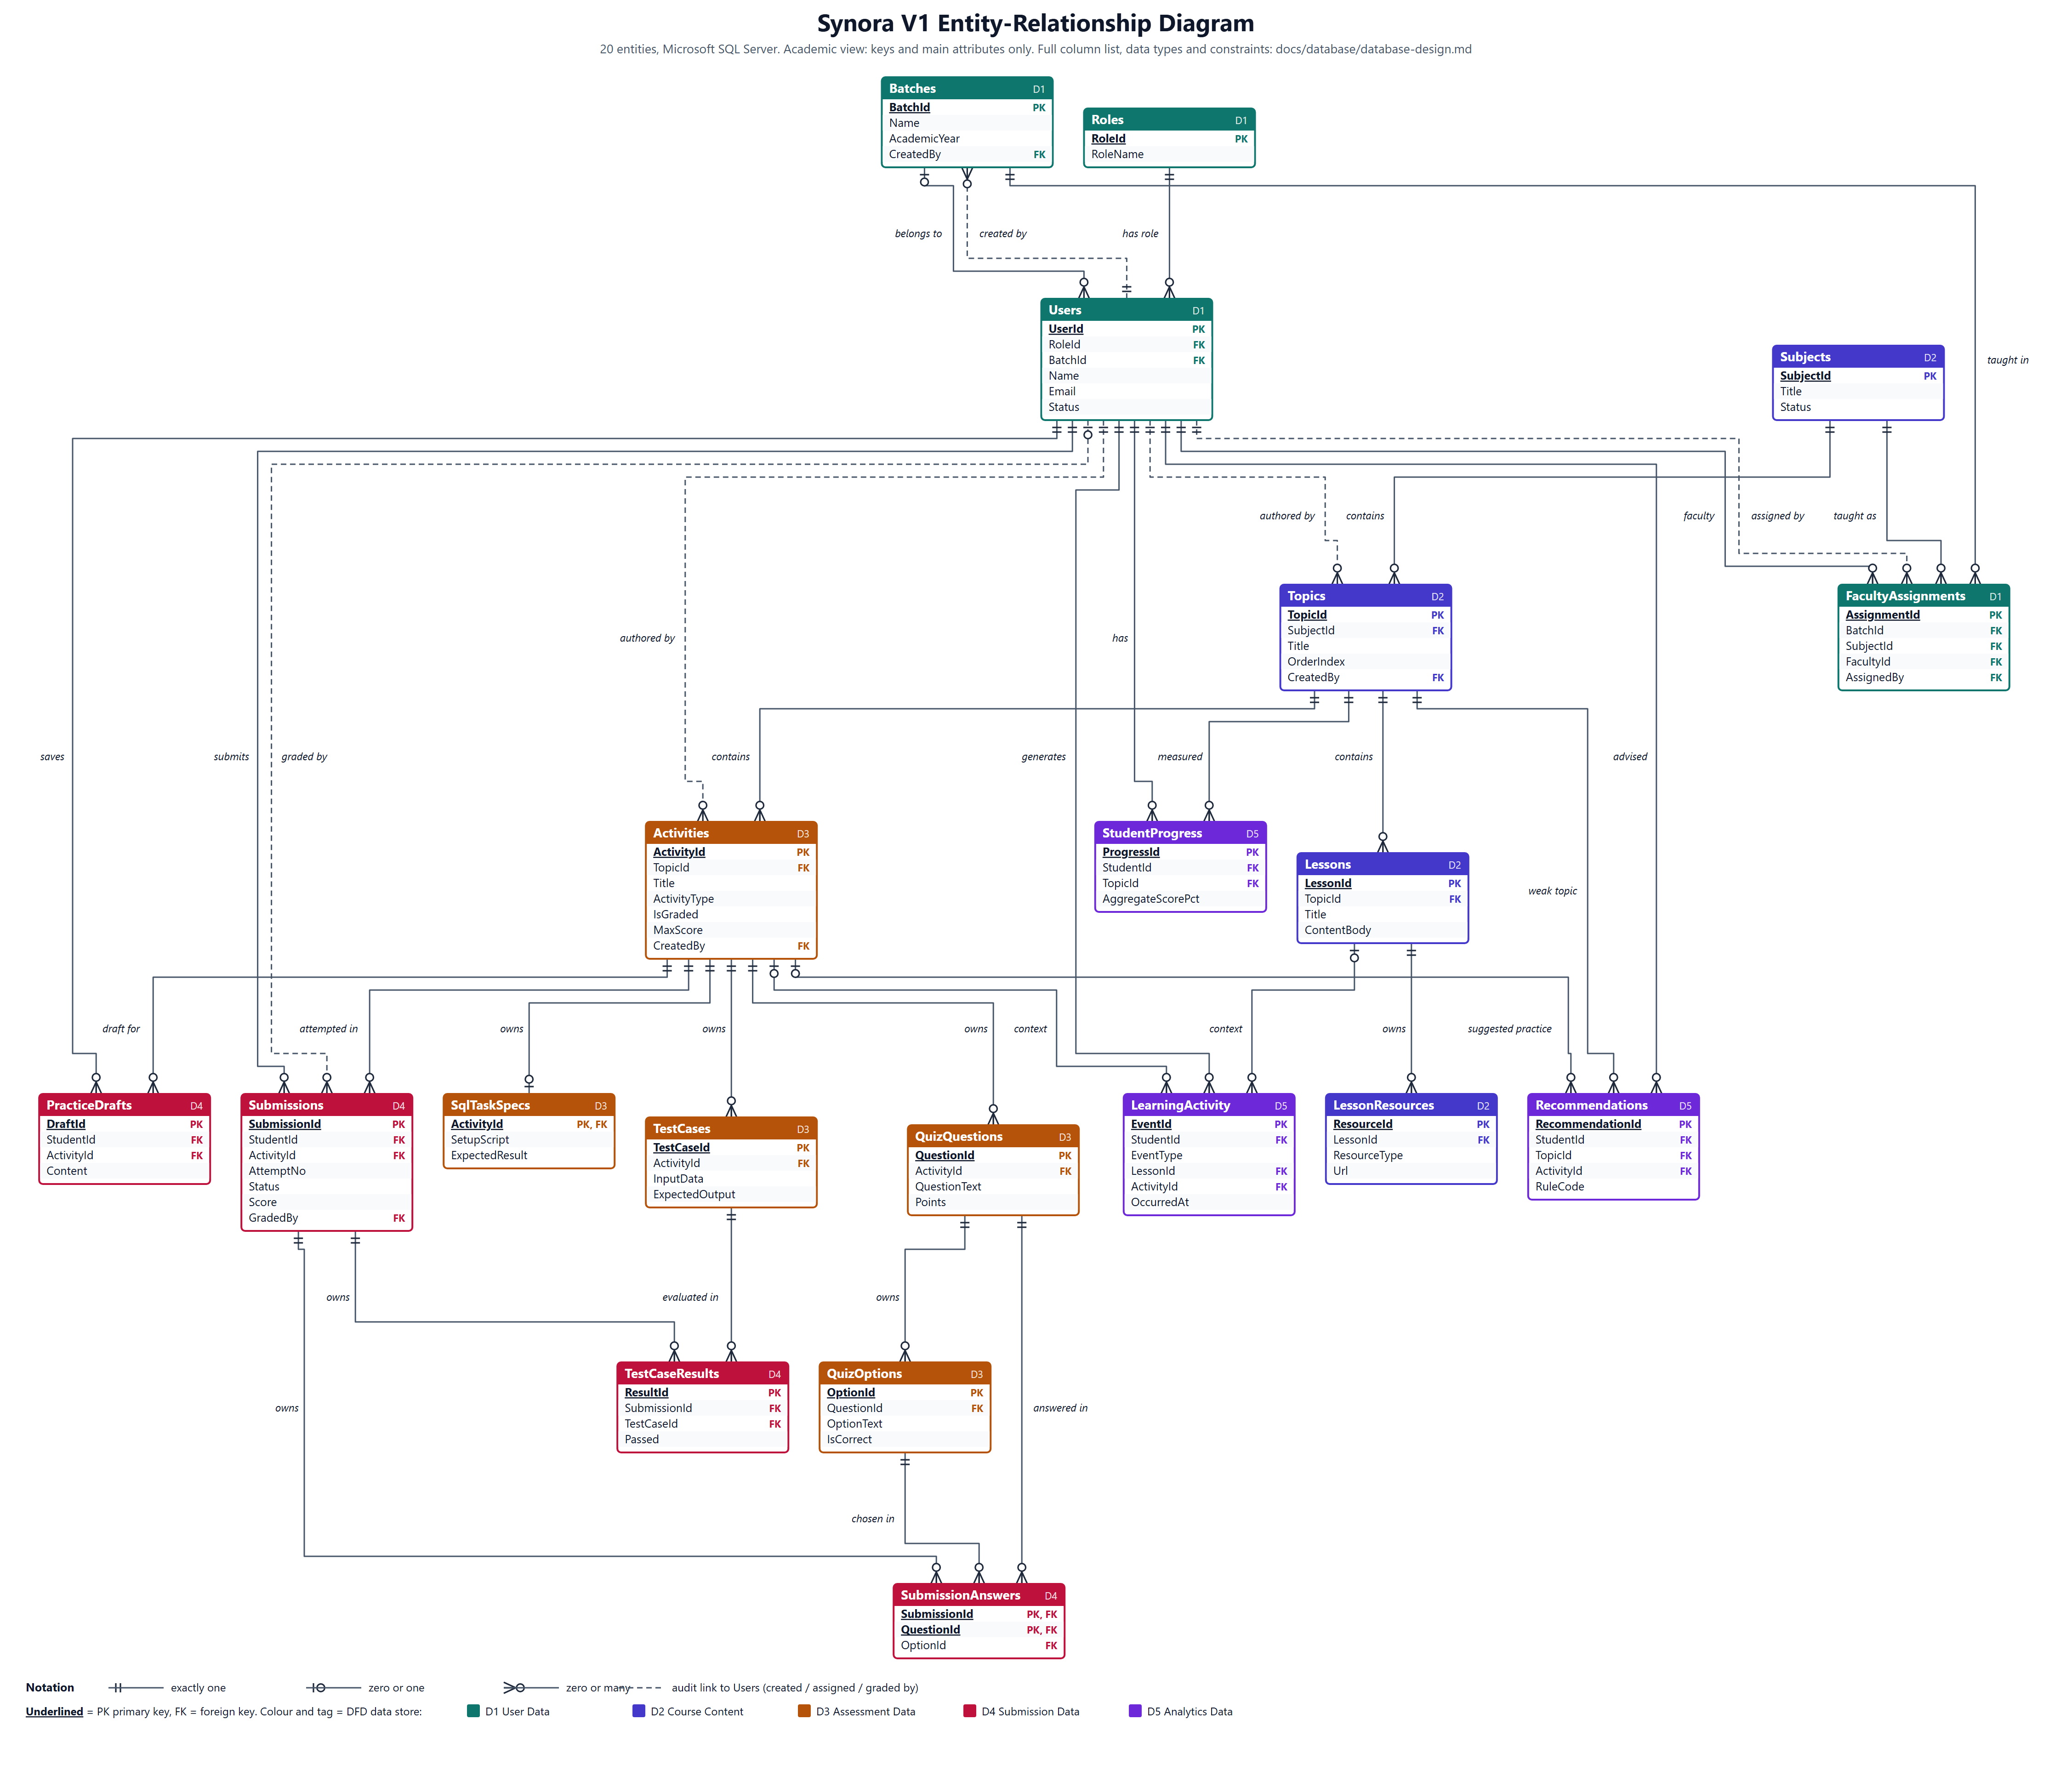 Synora V1 Entity-Relationship Diagram
20 entities, Microsoft SQL Server. Academic view: keys and main attributes only. Full column list, data types and constraints: docs/database/database-design.md
Batches D1
BatchId PK
Name
AcademicYear
CreatedBy FK
Roles D1
RoleId PK
RoleName
belongs to
created by
has role
Users D1
UserId PK
RoleId FK
BatchId FK
Name
Email
Status
Subjects D2
SubjectId PK
Title
Status
taught in
authored by
contains
faculty
assigned by
taught as
Topics D2
TopicId PK
SubjectId FK
Title
OrderIndex
CreatedBy FK
FacultyAssignments D1
AssignmentId PK
BatchId FK
SubjectId FK
FacultyId FK
AssignedBy FK
authored by
has
saves
submits
graded by
contains
generates
measured
contains
advised
Activities D3
ActivityId PK
TopicId FK
Title
ActivityType
IsGraded
MaxScore
CreatedBy FK
StudentProgress D5
ProgressId PK
StudentId FK
TopicId FK
AggregateScorePct
Lessons D2
LessonId PK
TopicId FK
Title
ContentBody
weak topic
draft for
attempted in
owns
owns
owns
context
context
owns
suggested practice
PracticeDrafts D4
DraftId PK
StudentId FK
ActivityId FK
Content
Submissions D4
SubmissionId PK
StudentId FK
ActivityId FK
AttemptNo
Status
Score
GradedBy FK
SqlTaskSpecs D3
ActivityId PK, FK
SetupScript
ExpectedResult
TestCases D3
TestCaseId PK
ActivityId FK
InputData
ExpectedOutput
QuizQuestions D3
QuestionId PK
ActivityId FK
QuestionText
Points
LearningActivity D5
EventId PK
StudentId FK
EventType
LessonId FK
ActivityId FK
OccurredAt
LessonResources D2
ResourceId PK
LessonId FK
ResourceType
Url
Recommendations D5
RecommendationId PK
StudentId FK
TopicId FK
ActivityId FK
RuleCode
owns
evaluated in
owns
TestCaseResults D4
ResultId PK
SubmissionId FK
TestCaseId FK
Passed
QuizOptions D3
OptionId PK
QuestionId FK
OptionText
IsCorrect
owns
answered in
chosen in
SubmissionAnswers D4
SubmissionId PK, FK
QuestionId PK, FK
OptionId FK
Notation exactly one zero or one zero or many audit link to Users (created / assigned / graded by)
Underlined = PK primary key, FK = foreign key. Colour and tag = DFD data store: D1 User Data D2 Course Content D3 Assessment Data D4 Submission Data D5 Analytics Data